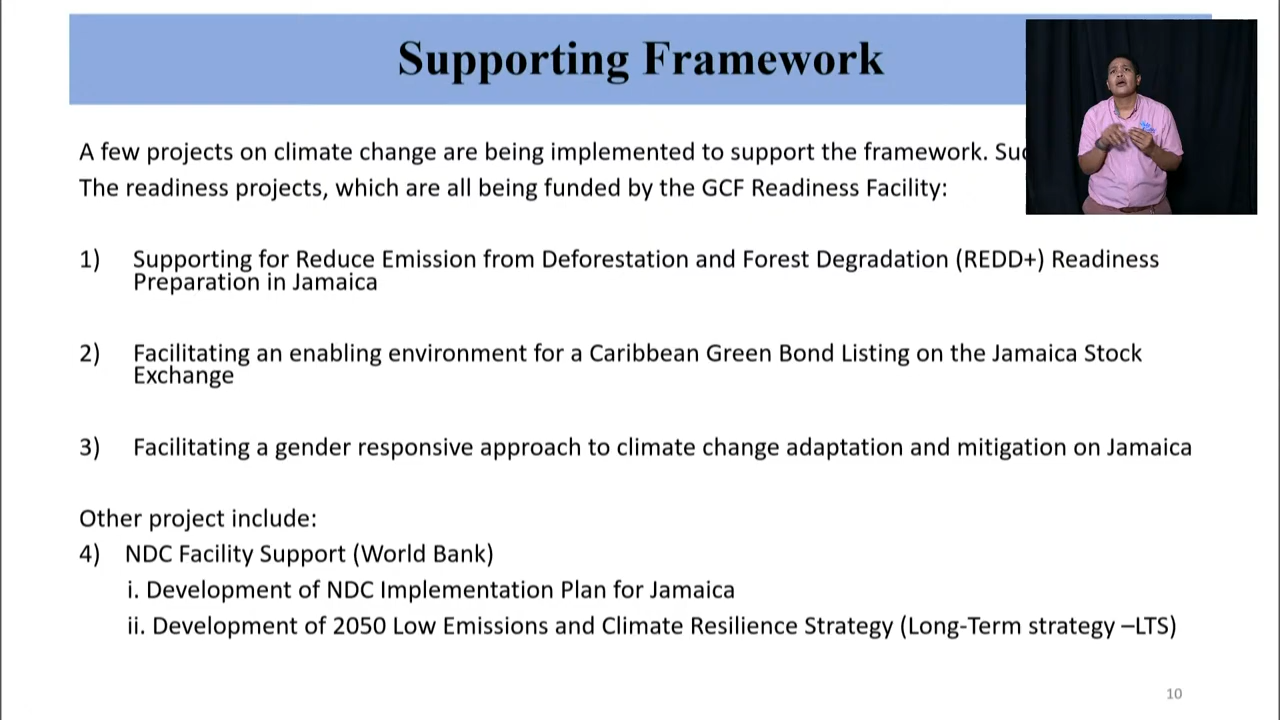 Supporting Framework
A few projects on climate change are being implemented to support the framework.
The readiness projects, which are all being funded by the GCF Readiness Facility:
1) Supporting for Reduce Emission from Deforestation and Forest Degradation (REDD+) Readiness
Preparation in Jamaica
2) Facilitating an enabling environment for a Caribbean Green Bond Listing on the Jamaica Stock
Exchange
3) Facilitating a gender responsive approach to climate change adaptation and mitigation on Jamaica
Other project include:
4) NDC Facility Support (World Bank)
i. Development of NDC Implementation Plan for Jamaica
ii. Development of 2050 Low Emissions and Climate Resilience Strategy (Long-Term strategy –LTS)
10